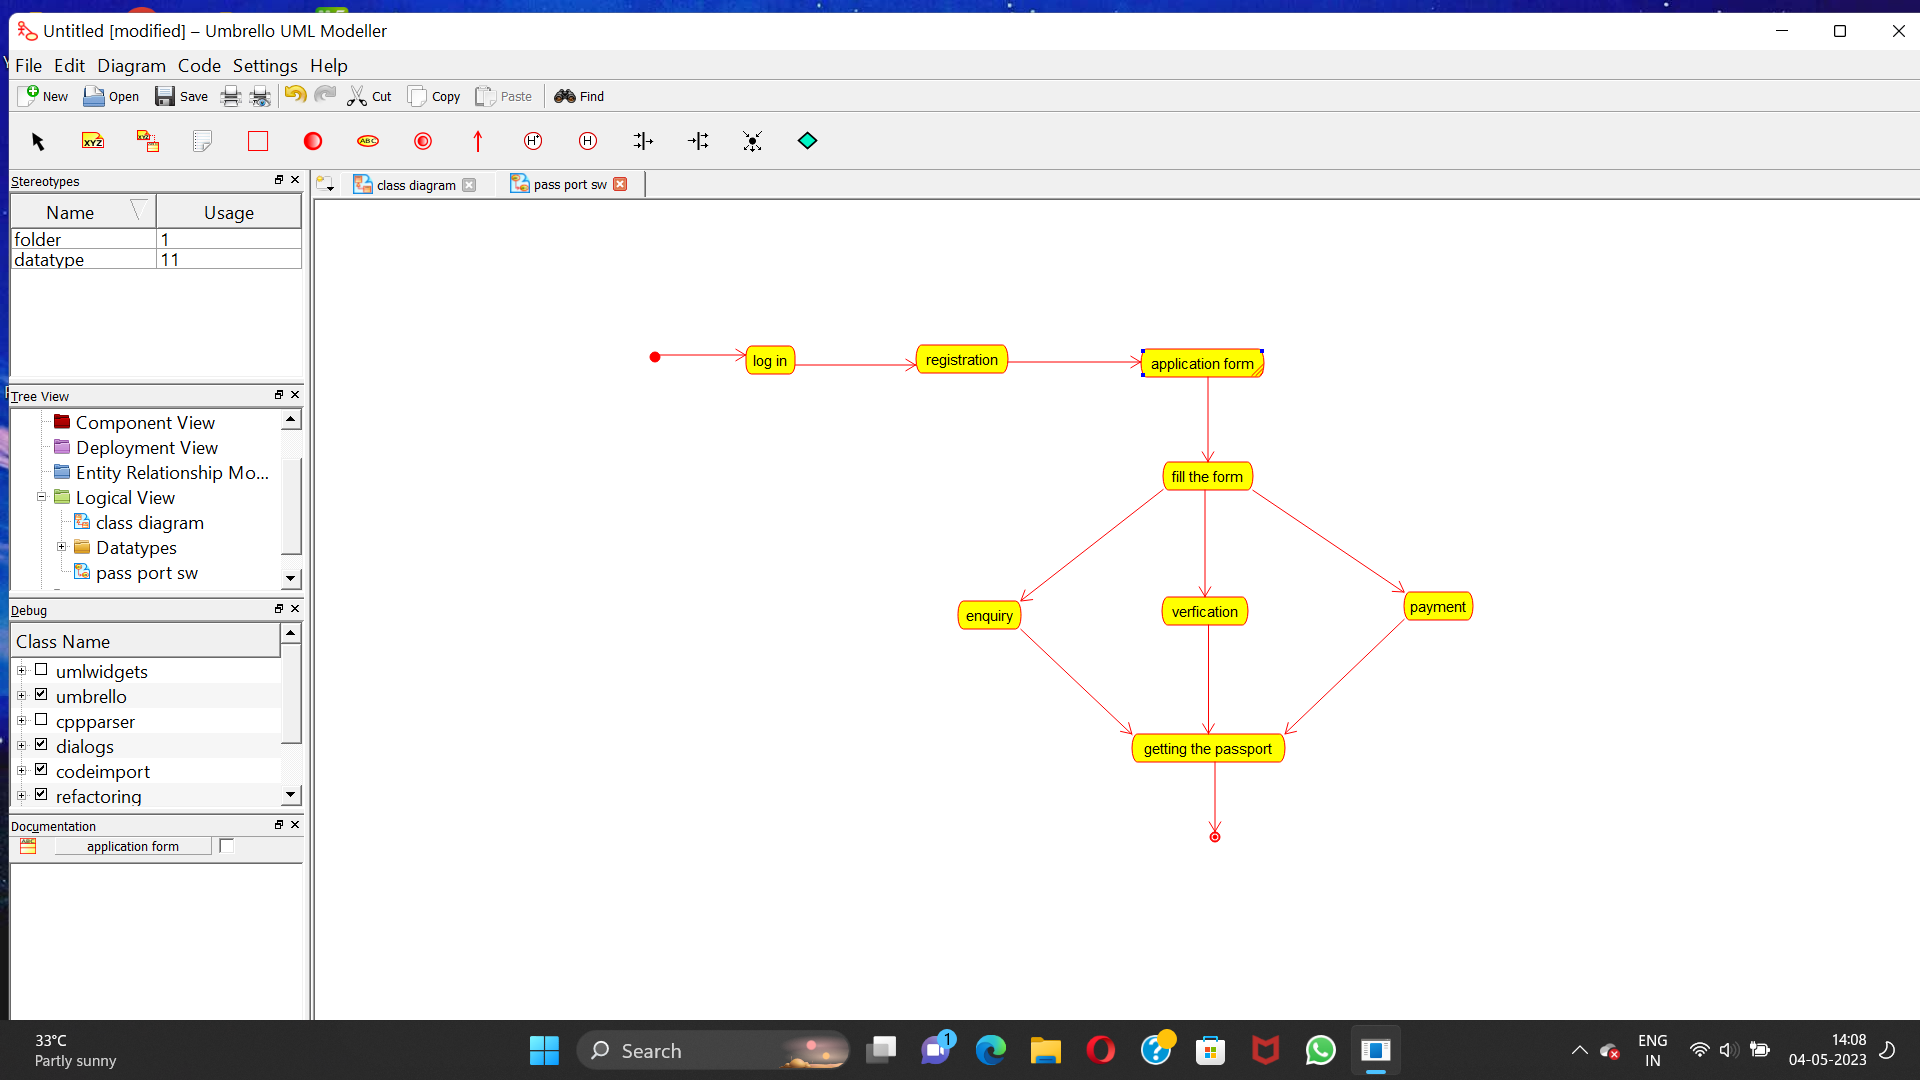 Untitled [modified] – Umbrello UML Modeller
File Edit Diagram Code Settings Help
New Open Save Cut Copy Paste Find
XYZ XYZ ABC H* H
Stereotypes
Name Usage
folder 1
datatype 11
Tree View
Component View
Deployment View
Entity Relationship Mo...
Logical View
class diagram
Datatypes
pass port sw
Debug
Class Name
umlwidgets
umbrello
cppparser
dialogs
codeimport
refactoring
Documentation
application form
class diagram pass port sw
log in registration application form
fill the form
enquiry verfication payment
getting the passport
33°C
Partly sunny
Search
1
ENG
IN
14:08
04-05-2023